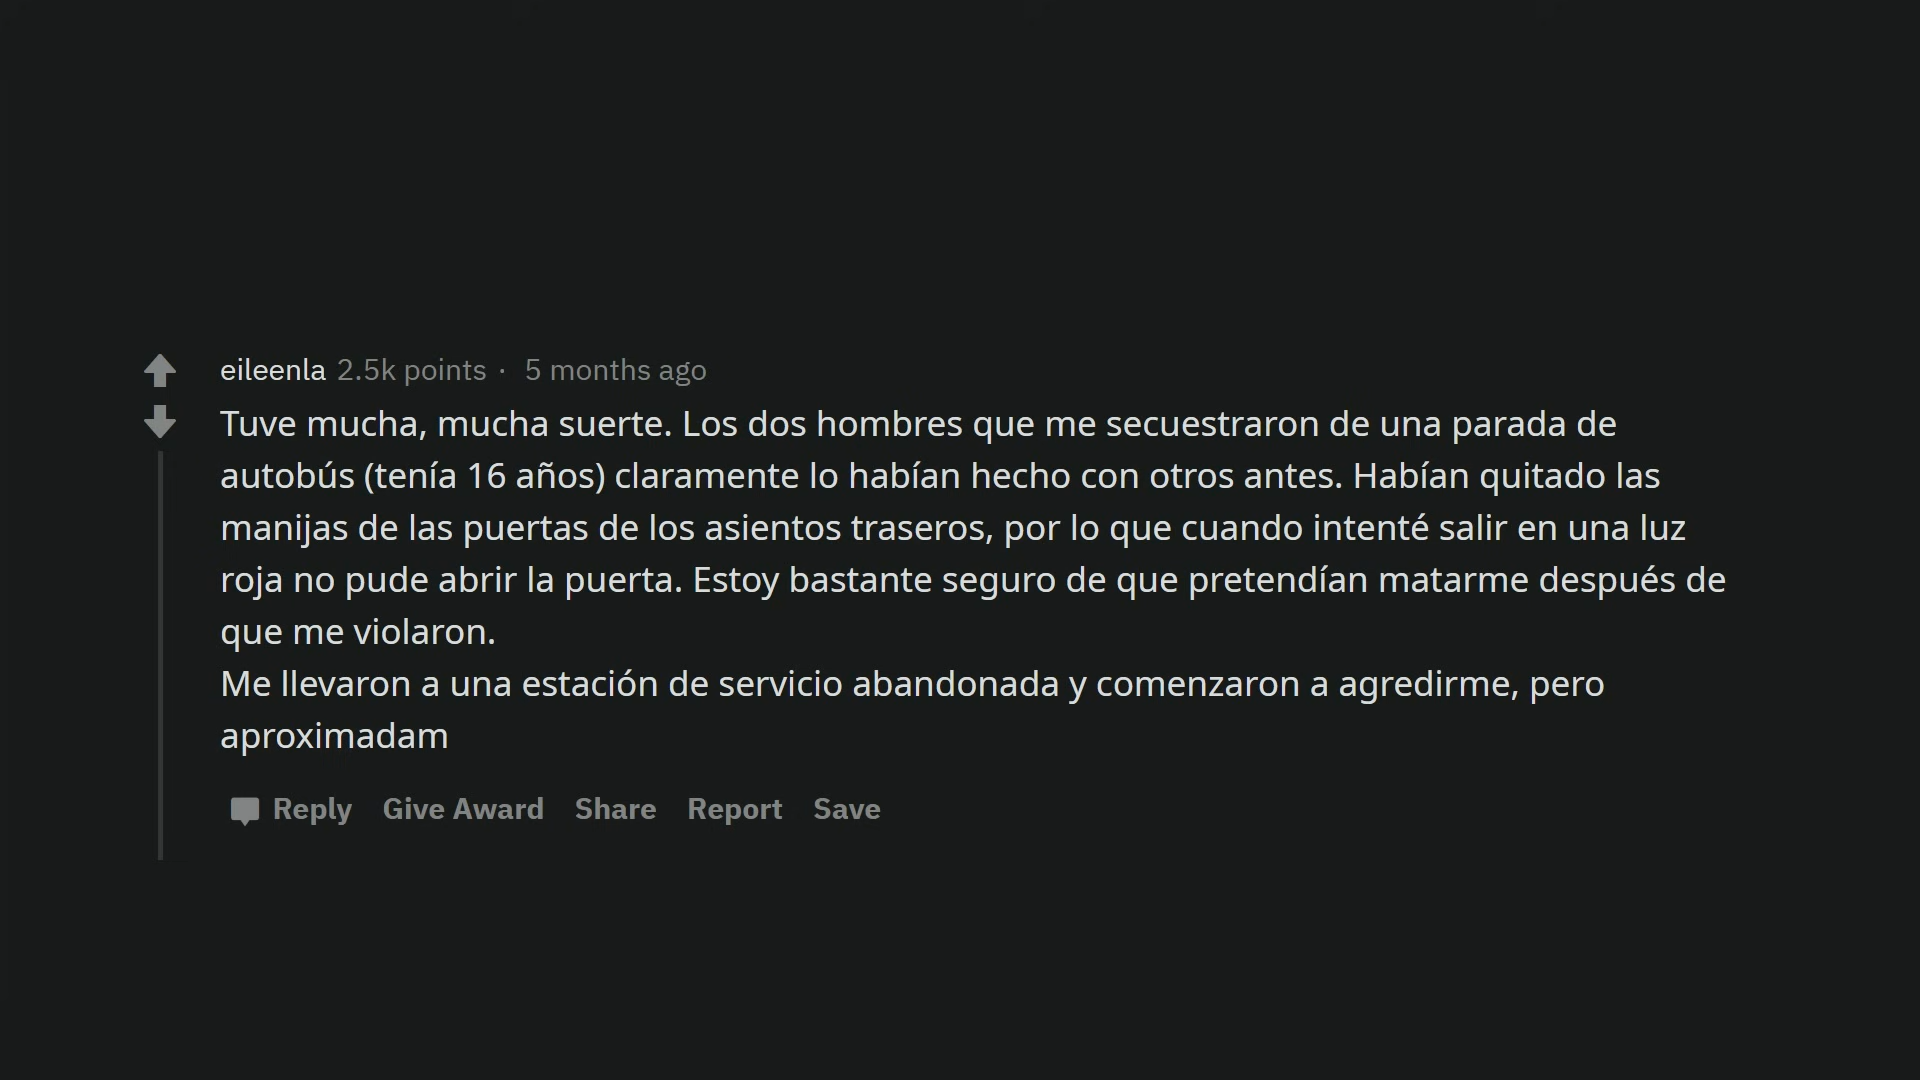 eileenla 2.5k points · 5 months ago
Tuve mucha, mucha suerte. Los dos hombres que me secuestraron de una parada de
autobús (tenía 16 años) claramente lo habían hecho con otros antes. Habían quitado las
manijas de las puertas de los asientos traseros, por lo que cuando intenté salir en una luz
roja no pude abrir la puerta. Estoy bastante seguro de que pretendían matarme después de
que me violaron.
Me llevaron a una estación de servicio abandonada y comenzaron a agredirme, pero
aproximadam
Reply Give Award Share Report Save